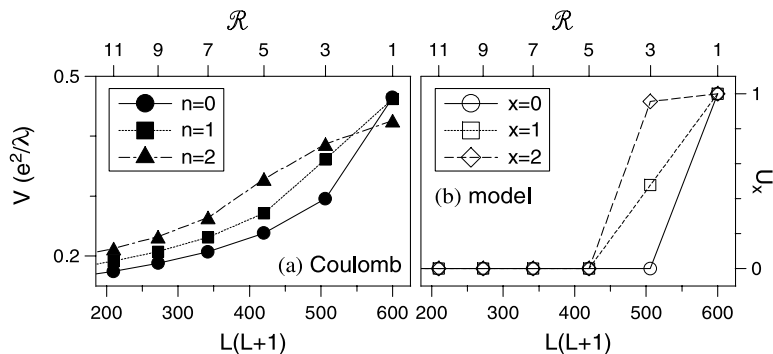 ℛ
ℛ
11 9 7 5 3 1
11 9 7 5 3 1
0.5
0.2
V (e²/λ)
n=0
n=1
n=2
(a) Coulomb
x=0
x=1
x=2
(b) model
1
0
Uₓ
200 300 400 500 600
200 300 400 500 600
L(L+1)
L(L+1)